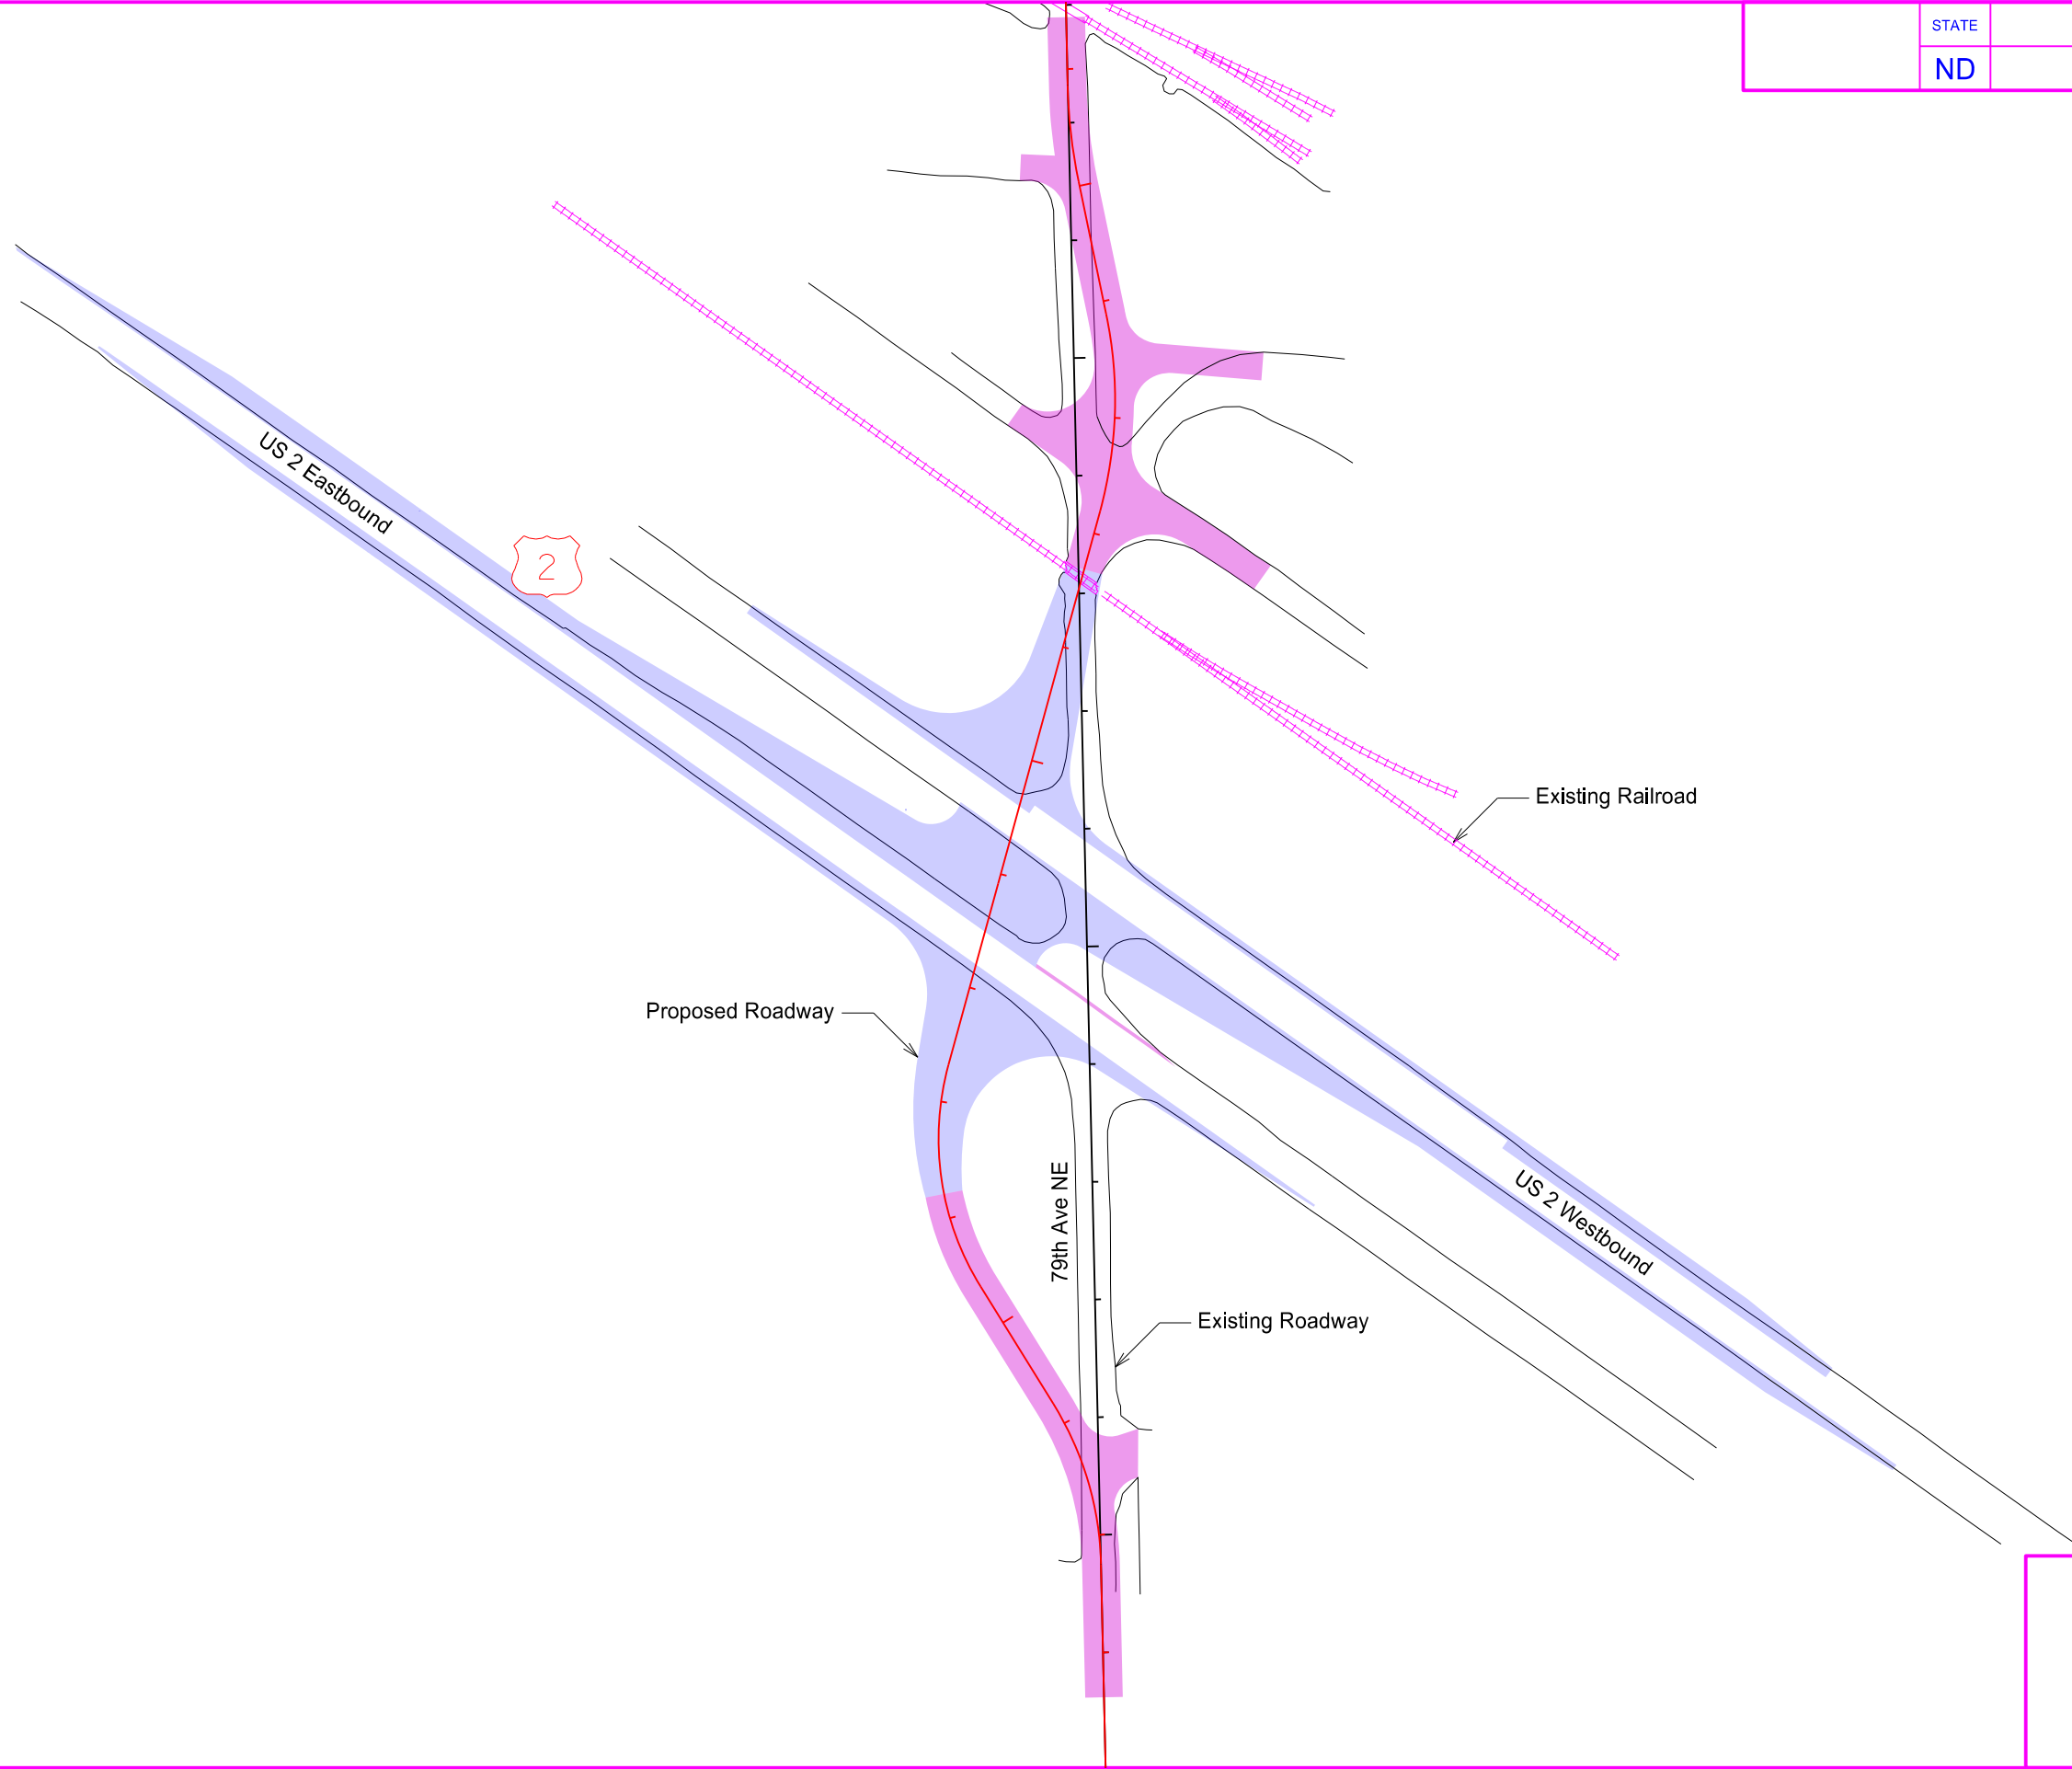 STATE
ND
US 2 Eastbound
2
Existing Railroad
Proposed Roadway
79th Ave NE
US 2 Westbound
Existing Roadway